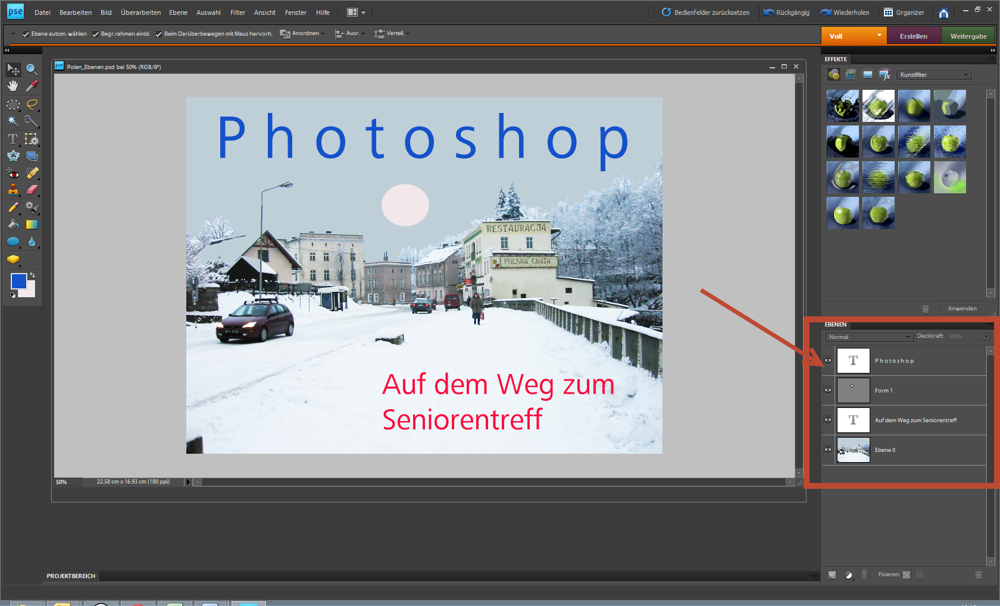 pse Datei Bearbeiten Bild Überarbeiten Ebene Auswahl Filter Ansicht Fenster Hilfe Bedienfelder zurücksetzen Rückgängig Wiederholen Organizer
Ebene autom. wählen Begr.rahmen einbl. Beim Darüberbewegen mit Maus hervorh. Anordnen Ausr. Verteil. Voll Erstellen Weitergabe
EFFEKTE
pse Polen_Ebenen.psd bei 50% (RGB/8*)
Kunstfilter
Photoshop
RESTAURACJA
POLSKA CHATA
Anwenden
EBENEN
Normal Deckkraft: 100%
T Photoshop
Form 1
Auf dem Weg zum
Seniorentreff
T Auf dem Weg zum Seniorentreff
Ebene 0
50% 22.58 cm x 16.93 cm (180 ppi)
PROJEKTBEREICH
Fixieren: